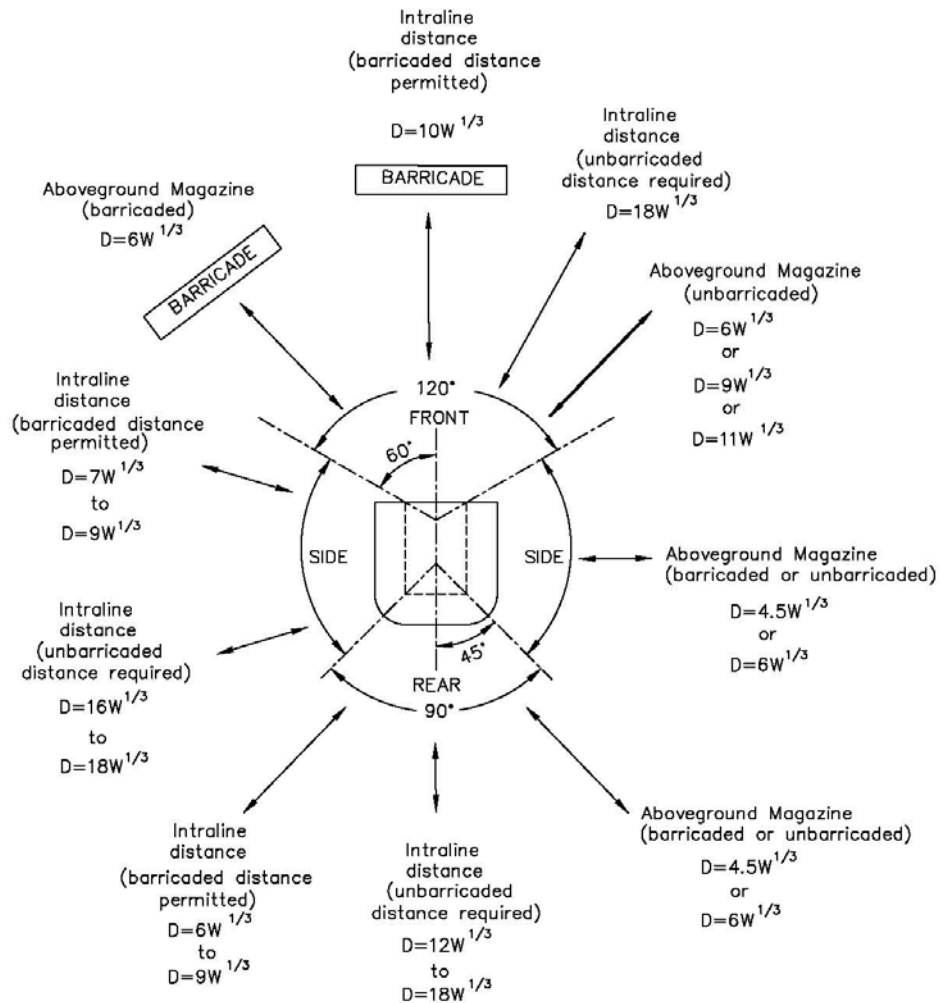 Intraline
distance
(barricaded distance
permitted)
D=10W 1/3
BARRICADE
Intraline
distance
(unbarricaded
distance required)
D=18W 1/3
Aboveground Magazine
(barricaded)
D=6W 1/3
BARRICADE
Aboveground Magazine
(unbarricaded)
D=6W 1/3
or
D=9W 1/3
or
D=11W 1/3
Intraline
distance
(barricaded distance
permitted)
D=7W 1/3
to
D=9W 1/3
120°
FRONT
60°
SIDE
SIDE
45°
REAR
90°
Aboveground Magazine
(barricaded or unbarricaded)
D=4.5W 1/3
or
D=6W 1/3
Intraline
distance
(unbarricaded
distance required)
D=16W 1/3
to
D=18W 1/3
Intraline
distance
(barricaded distance
permitted)
D=6W 1/3
to
D=9W 1/3
Intraline
distance
(unbarricaded
distance required)
D=12W 1/3
to
D=18W 1/3
Aboveground Magazine
(barricaded or unbarricaded)
D=4.5W 1/3
or
D=6W 1/3